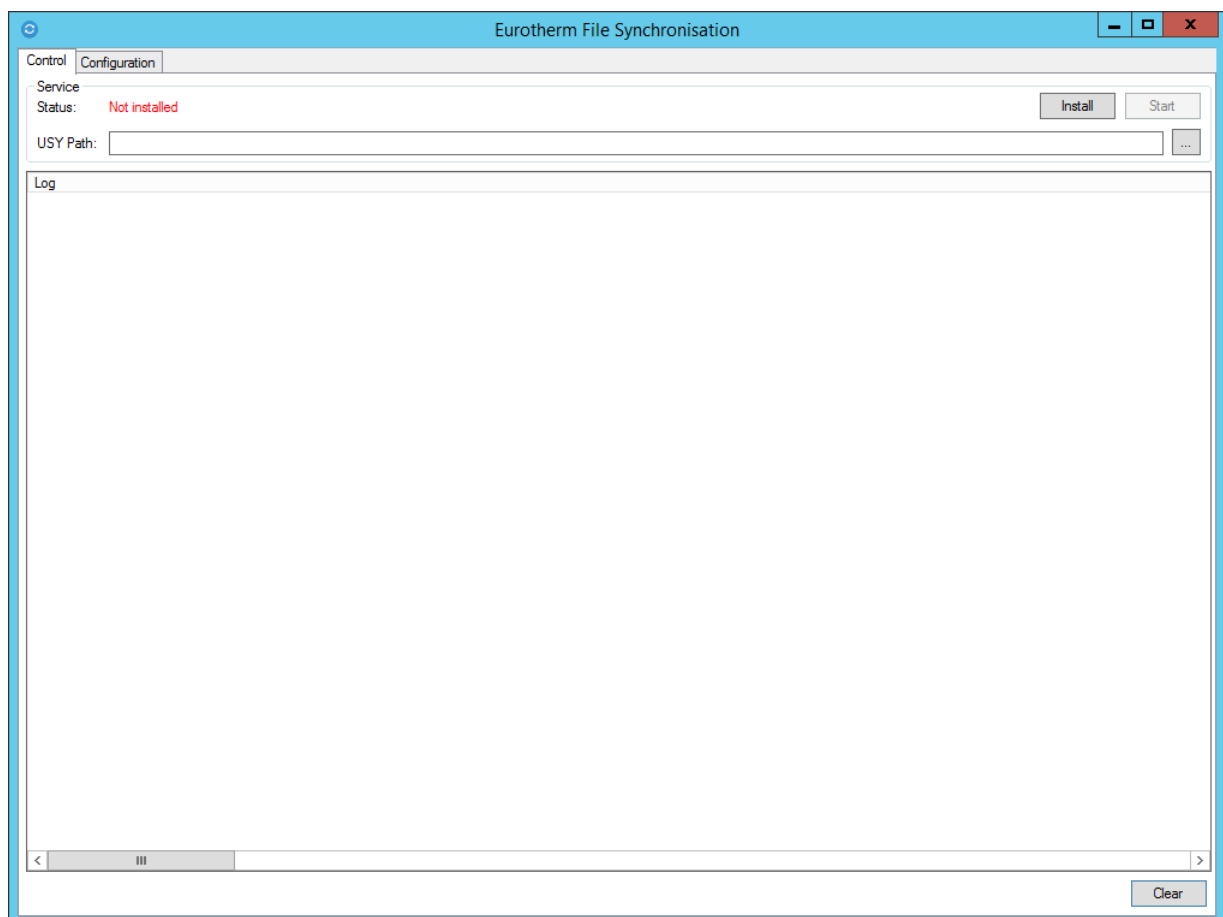 Eurotherm File Synchronisation
Control Configuration
Service
Status: Not installed Install Start
USY Path: ...
Log
Clear